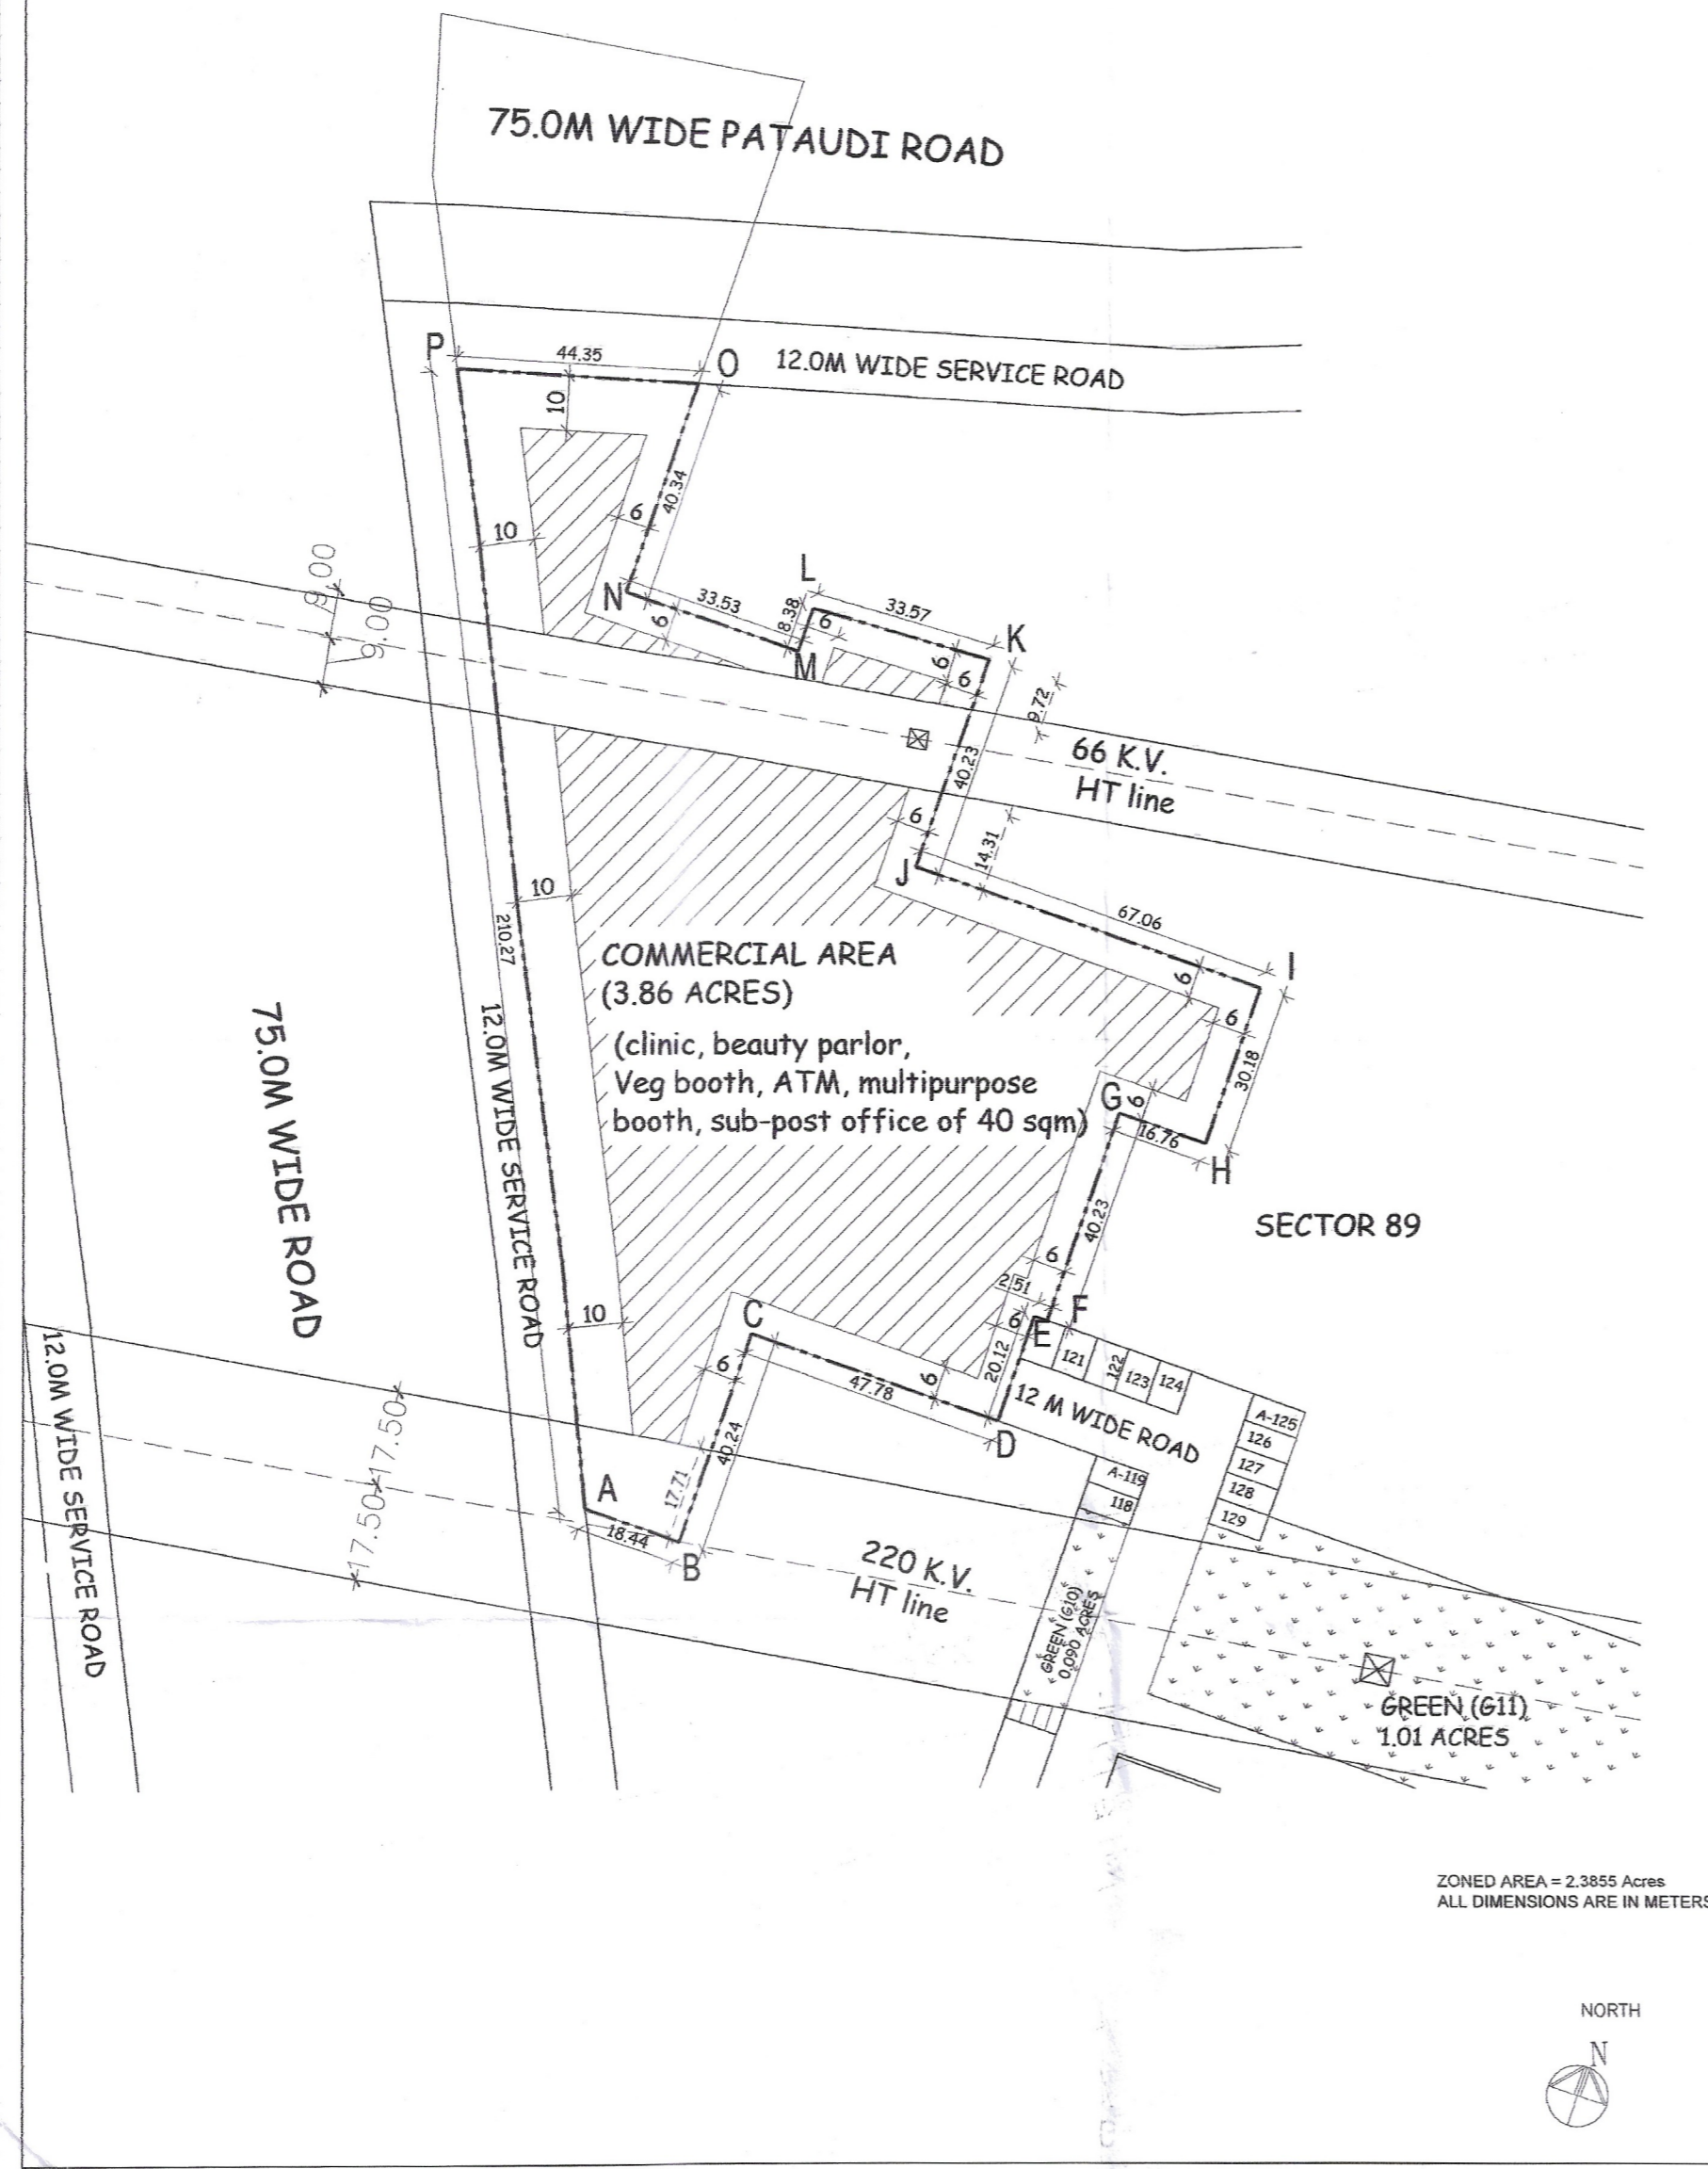 75.0M WIDE PATAUDI ROAD
P
44.35
O
12.0M WIDE SERVICE ROAD
10
40.34
6
10
9.00
9.00
N
33.53
6
8.38
L
6
33.57
K
M
6
6
9.72
66 K.V.
HT line
40.23
6
J
14.31
67.06
I
10
210.27
6
COMMERCIAL AREA
(3.86 ACRES)
(clinic, beauty parlor,
Veg booth, ATM, multipurpose
booth, sub-post office of 40 sqm)
6
30.18
G
6
16.76
H
75.0M WIDE ROAD
12.0M WIDE SERVICE ROAD
40.23
SECTOR 89
6
2.51
F
10
C
6
E
20.12
6
47.78
6
D
121
122
123
124
12 M WIDE ROAD
12.0M WIDE SERVICE ROAD
17.50
17.50
40.24
17.71
A
18.44
B
A-119
118
A-125
126
127
128
129
220 K.V.
HT line
GREEN (G10)
0.090 ACRES
GREEN (G11)
1.01 ACRES
ZONED AREA = 2.3855 Acres
ALL DIMENSIONS ARE IN METERS
NORTH
N